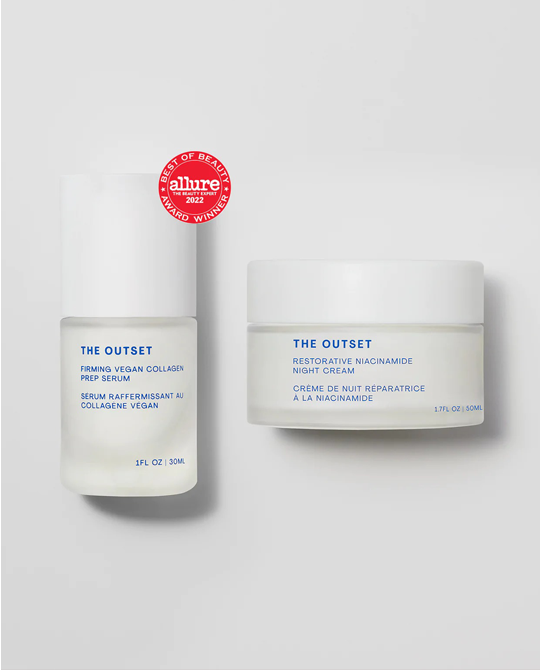 BEST OF BEAUTY
allure
THE BEAUTY EXPERT
2022
AWARD WINNER
THE OUTSET
FIRMING VEGAN COLLAGEN
PREP SERUM
SÉRUM RAFFERMISSANT AU
COLLAGÈNE VÉGAN
1FL OZ | 30ML
THE OUTSET
RESTORATIVE NIACINAMIDE
NIGHT CREAM
CRÈME DE NUIT RÉPARATRICE
À LA NIACINAMIDE
1.7FL OZ | 50ML